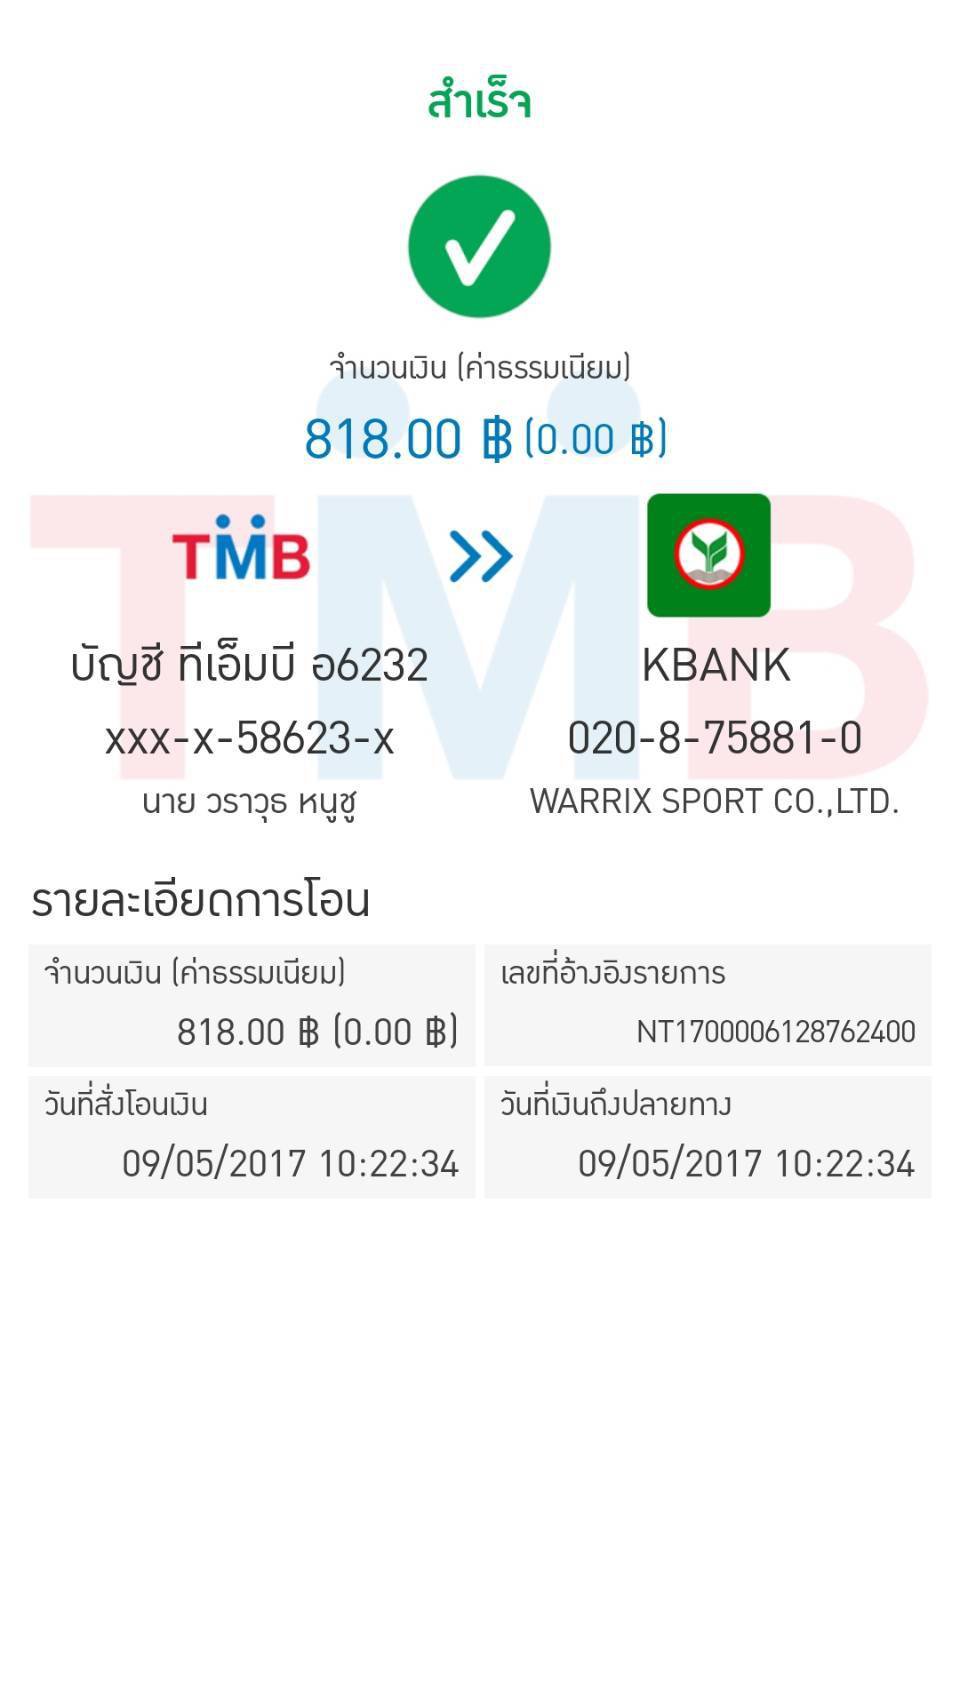 สำเร็จ
จำนวนเงิน (ค่าธรรมเนียม)
818.00 ฿ (0.00 ฿)
TMB
บัญชี ทีเอ็มบี อ6232
KBANK
xxx-x-58623-x
020-8-75881-0
นาย วราวุธ หนูชู
WARRIX SPORT CO.,LTD.
รายละเอียดการโอน
จำนวนเงิน (ค่าธรรมเนียม)
818.00 ฿ (0.00 ฿)
เลขที่อ้างอิงรายการ
NT1700006128762400
วันที่สั่งโอนเงิน
09/05/2017 10:22:34
วันที่เงินถึงปลายทาง
09/05/2017 10:22:34
TMB